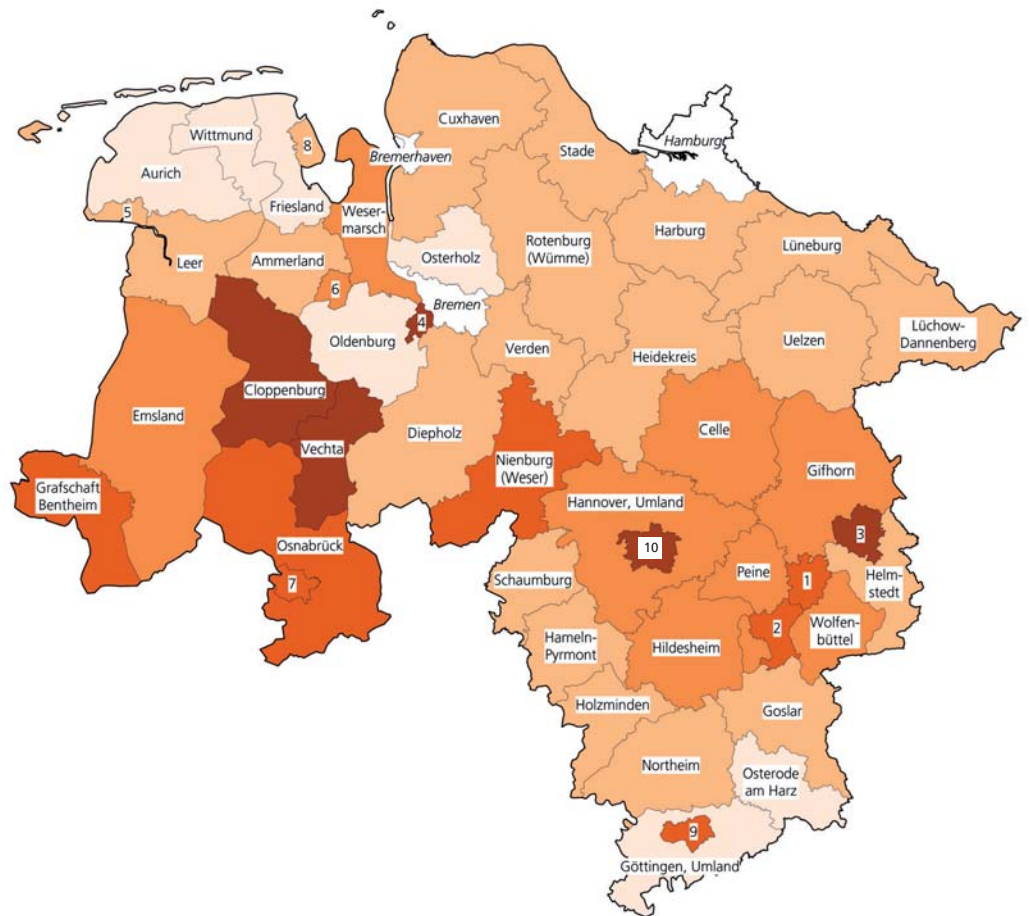 Cuxhaven
Wittmund
Hamburg
8
Stade
Bremerhaven
Aurich
Friesland
5
Weser-
marsch
Harburg
Rotenburg
(Wümme)
Lüneburg
Leer
Ammerland
Osterholz
6
Bremen
4
Oldenburg
Verden
Heidekreis
Uelzen
Lüchow-
Dannenberg
Cloppenburg
Emsland
Vechta
Diepholz
Celle
Nienburg
(Weser)
Gifhorn
Grafschaft
Bentheim
Hannover, Umland
3
Osnabrück
10
7
Schaumburg
Peine
1
Helm-
stedt
2
Wolfen-
büttel
Hameln-
Pyrmont
Hildesheim
Holzminden
Goslar
Northeim
Osterode
am Harz
9
Göttingen, Umland